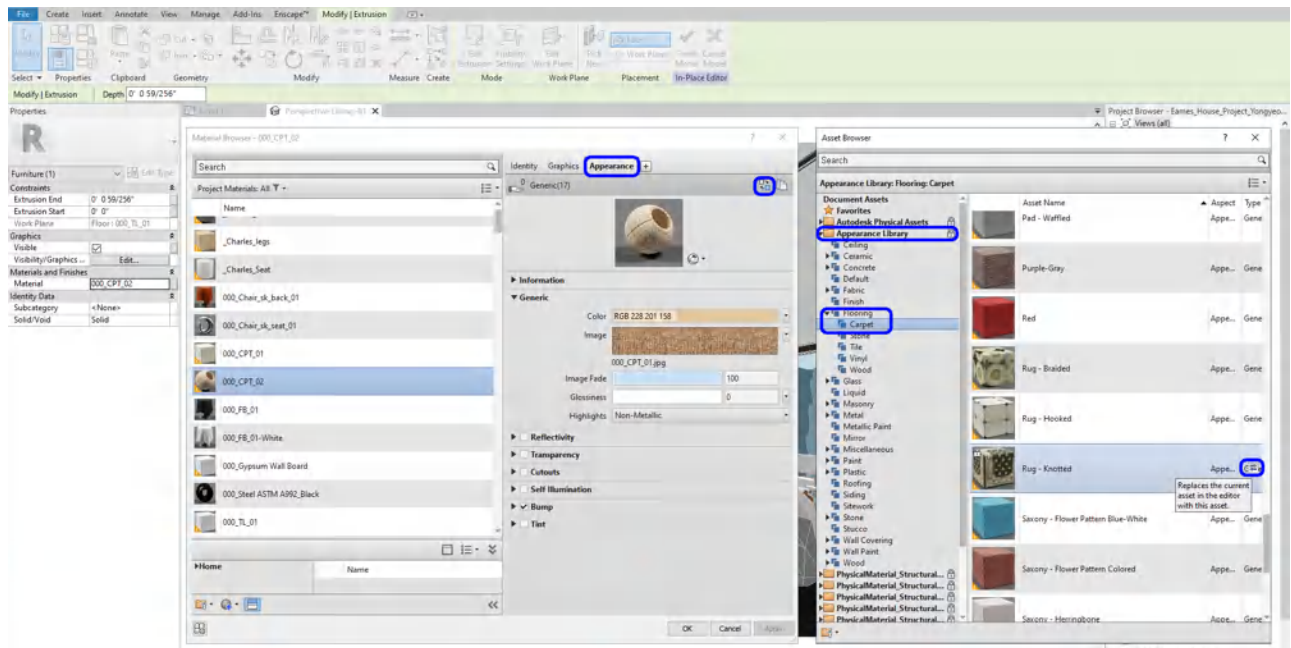 File Create Insert Annotate View Manage Add-Ins Enscape™ Modify | Extrusion
Select Properties Clipboard Geometry Modify Measure Create Mode Work Plane Placement In-Place Editor
Modify | Extrusion Depth 0' 0 59/256"
Properties
R
Furniture (1) Edit Type
Constraints
Extrusion End 0' 0 59/256"
Extrusion Start 0' 0"
Work Plane Floor : 000_TL_01
Graphics
Visible
Visibility/Graphics ... Edit...
Materials and Finishes
Material 000_CPT_02
Identity Data
Subcategory <None>
Solid/Void Solid
Project Browser - Eames_House_Project_Yongyeo...
Views (all)
Material Browser - 000_CPT_02 ? X
Search
Project Materials: All
Name
_Charles_legs
_Charles_Seat
000_Chair_sk_back_01
000_Chair_sk_seat_01
000_CPT_01
000_CPT_02
000_FB_01
000_FB_01-White
000_Gypsum Wall Board
000_Steel ASTM A992_Black
000_TL_01
Home Name
Identity Graphics Appearance +
0 Generic(17)
Information
Generic
Color RGB 228 201 158
Image
000_CPT_01.jpg
Image Fade 100
Glossiness 0
Highlights Non-Metallic
Reflectivity
Transparency
Cutouts
Self Illumination
Bump
Tint
OK Cancel Apply
Asset Browser ? X
Search
Appearance Library: Flooring: Carpet
Document Assets
Favorites
Autodesk Physical Assets
Appearance Library
Ceiling
Ceramic
Concrete
Default
Fabric
Finish
Flooring
Carpet
Stone
Tile
Vinyl
Wood
Glass
Liquid
Masonry
Metal
Metallic Paint
Mirror
Miscellaneous
Paint
Plastic
Roofing
Siding
Sitework
Stone
Stucco
Wall Covering
Wall Paint
Wood
PhysicalMaterial_Structural...
PhysicalMaterial_Structural...
PhysicalMaterial_Structural...
PhysicalMaterial_Structural...
Asset Name Aspect Type
Pad - Waffled Appe... Gene
Purple-Gray Appe... Gene
Red Appe... Gene
Rug - Braided Appe... Gene
Rug - Hooked Appe... Gene
Rug - Knotted Appe...
Replaces the current
asset in the editor
with this asset.
Saxony - Flower Pattern Blue-White Appe... Gene
Saxony - Flower Pattern Colored Appe... Gene
Saxony - Herringbone Appe... Gene